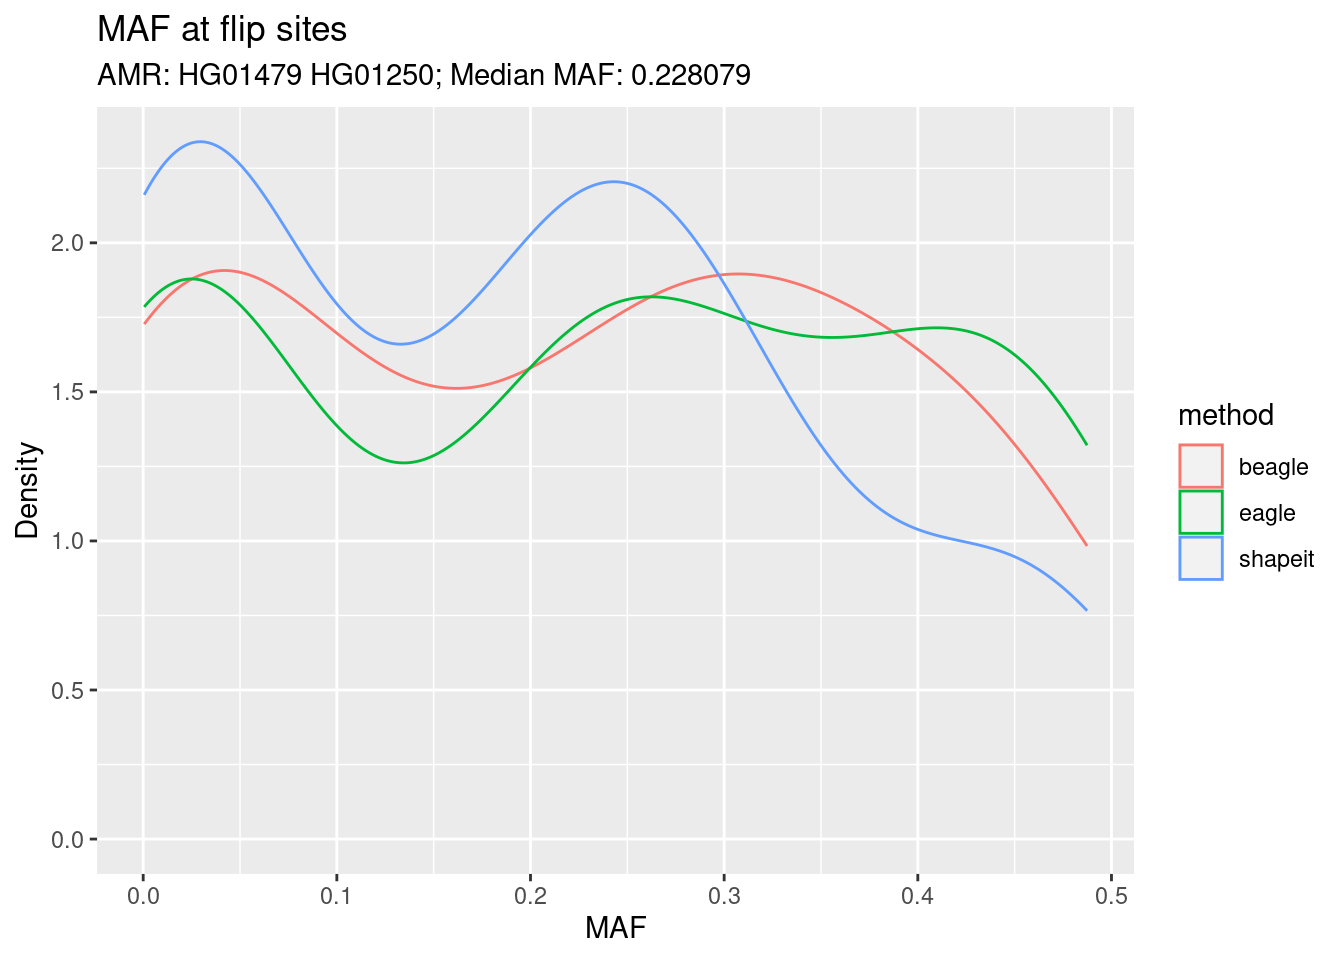 MAF at flip sites
AMR: HG01479 HG01250; Median MAF: 0.228079
2.0
1.5
1.0
0.5
0.0
Density
0.0
0.1
0.2
0.3
0.4
0.5
MAF
method
beagle
eagle
shapeit